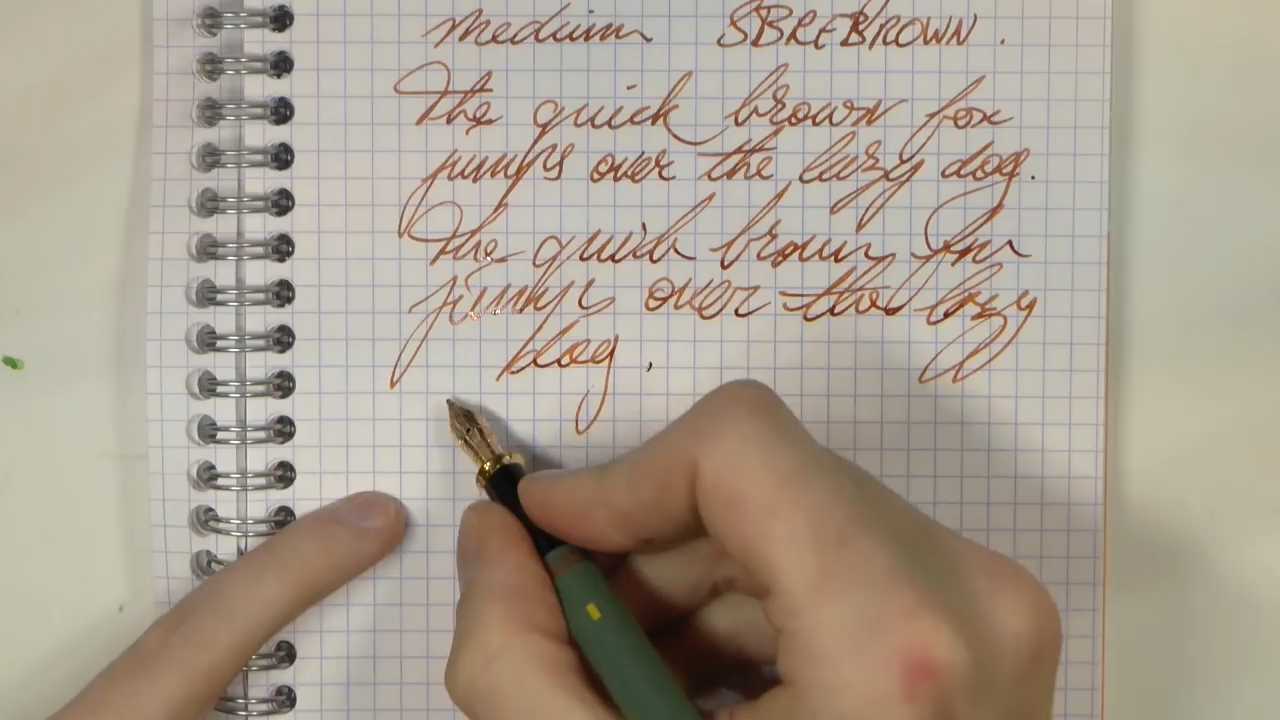 medium SBREBROWN.
The quick brown fox
jumps over the lazy dog.
The quick brown fox
jumps over the lazy
dog.